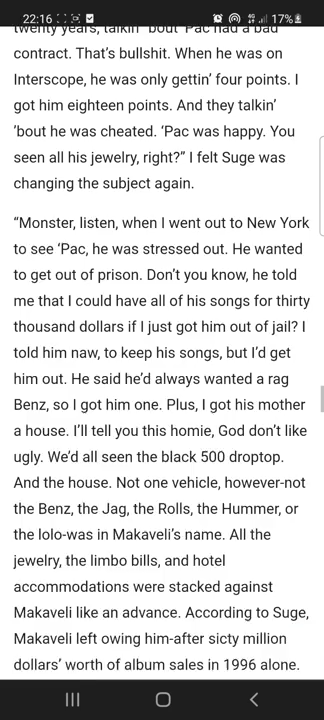 22:16
17%
twenty years, talkin' 'bout 'Pac had a bad
contract. That's bullshit. When he was on
Interscope, he was only gettin' four points. I
got him eighteen points. And they talkin'
'bout he was cheated. 'Pac was happy. You
seen all his jewelry, right?” I felt Suge was
changing the subject again.
“Monster, listen, when I went out to New York
to see 'Pac, he was stressed out. He wanted
to get out of prison. Don't you know, he told
me that I could have all of his songs for thirty
thousand dollars if I just got him out of jail? I
told him naw, to keep his songs, but I'd get
him out. He said he'd always wanted a rag
Benz, so I got him one. Plus, I got his mother
a house. I'll tell you this homie, God don't like
ugly. We'd all seen the black 500 droptop.
And the house. Not one vehicle, however-not
the Benz, the Jag, the Rolls, the Hummer, or
the lolo-was in Makaveli's name. All the
jewelry, the limbo bills, and hotel
accommodations were stacked against
Makaveli like an advance. According to Suge,
Makaveli left owing him-after sicty million
dollars' worth of album sales in 1996 alone.